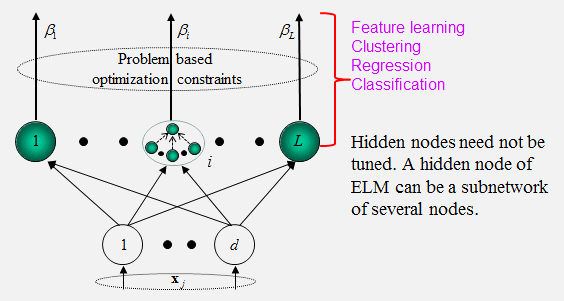 β1 βi βL
Problem based
optimization constraints
Feature learning
Clustering
Regression
Classification
1 i L
Hidden nodes need not be
tuned. A hidden node of
ELM can be a subnetwork
of several nodes.
1 d
xj